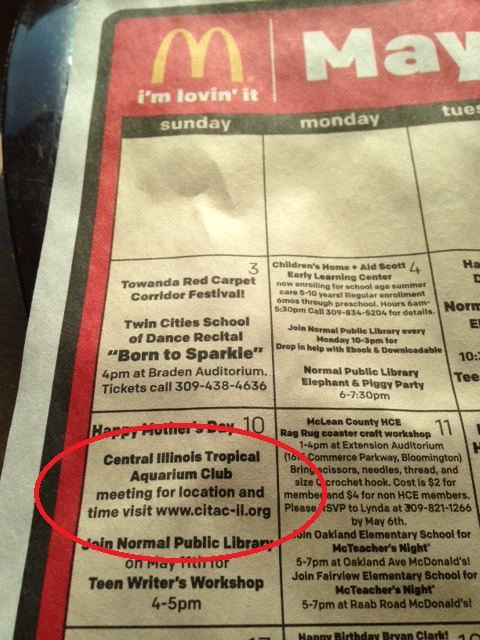 i'm lovin' it
May
sunday
monday
tues
3
Towanda Red Carpet
Corridor Festival!
Twin Cities School
of Dance Recital
"Born to Sparkle"
4pm at Braden Auditorium.
Tickets call 309-438-4636
4
Children's Home + Aid Scott
Early Learning Center
now enrolling for school age summer
care 5-10 years! Regular enrollment
6mos through preschool. Hours 6am-
5:30pm Call 309-834-5204 for details.
Join Normal Public Library every
Monday 10-3pm for
Drop in help with Ebook & Downloadable
Normal Public Library
Elephant & Piggy Party
6-7:30pm
Ha
D
Norm
El
10:
Tee
10
Happy Mother's Day
Central Illinois Tropical
Aquarium Club
meeting for location and
time visit www.citac-il.org
Join Normal Public Library
on May 11th for
Teen Writer's Workshop
4-5pm
11
McLean County HCE
Rag Rug coaster craft workshop
1-4pm at Extension Auditorium
Commerce Parkway, Bloomington)
Bring scissors, needles, thread, and
size crochet hook. Cost is $2 for
members and $4 for non HCE members.
Please RSVP to Lynda at 309-821-1266
by May 6th.
Join Oakland Elementary School for
McTeacher's Night*
5-7pm at Oakland Ave McDonald's!
Join Fairview Elementary School for
McTeacher's Night*
5-7pm at Raab Road McDonald's!
17
Happy Birthday Bryan Clark!